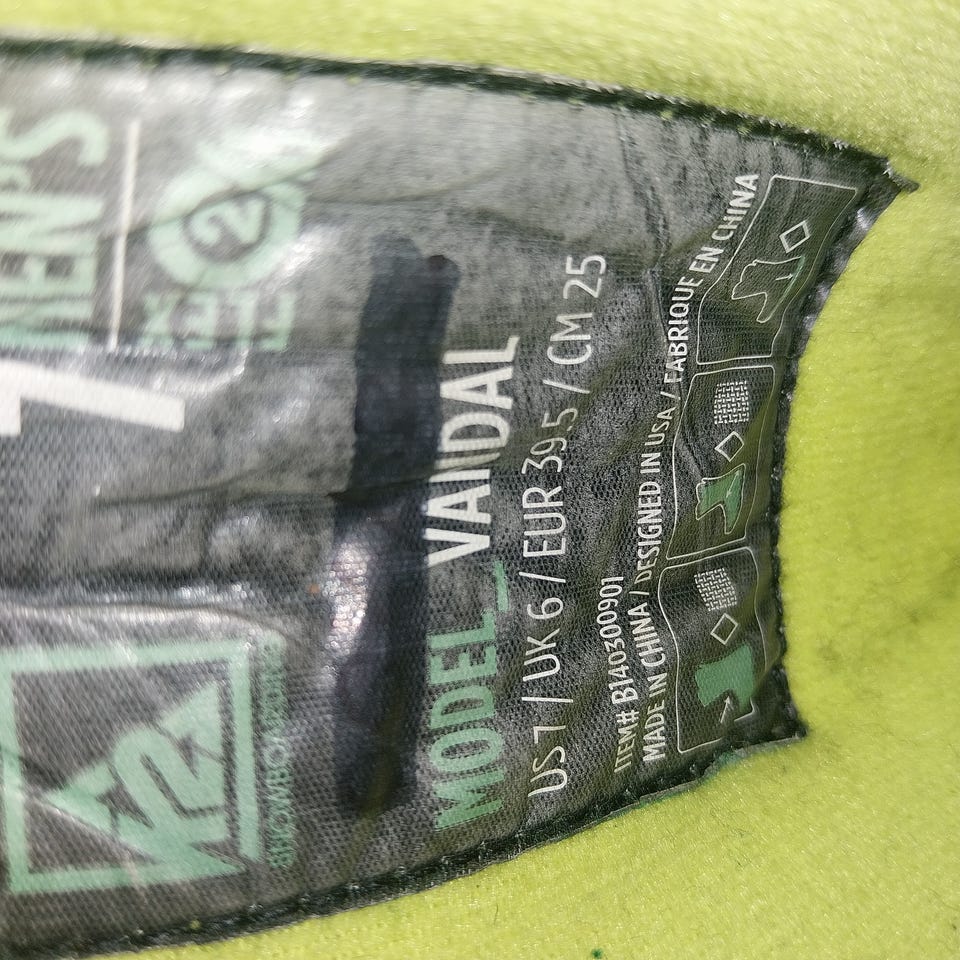 K2
SNOWBOARDING
MEN'S
7
2
MODEL_ VANDAL
US 7 / UK 6 / EUR 39.5 / CM 25
ITEM# B140300901
MADE IN CHINA / DESIGNED IN USA / FABRIQUE EN CHINA